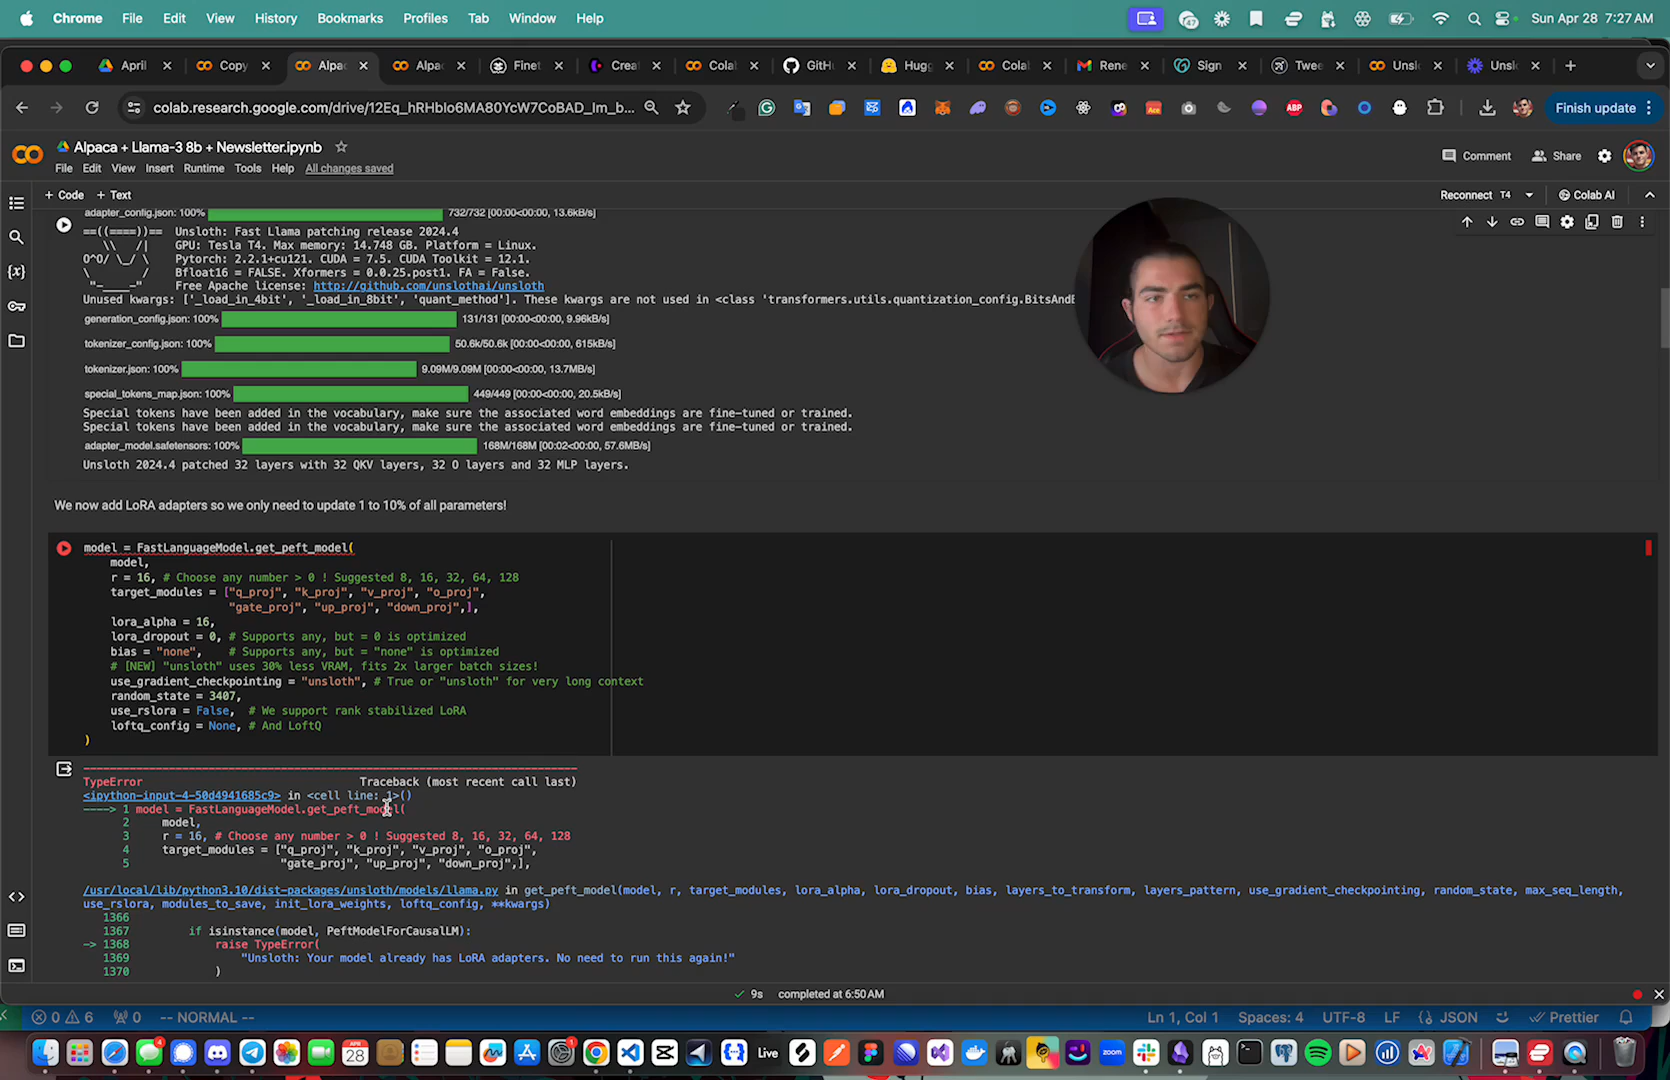 Chrome File Edit View History Bookmarks Profiles Tab Window Help Sun Apr 28 7:27 AM
April Copy Alpac Alpac Finet Creat Colal GitHu Hugg Colal Rene Sign Twee Unslo Unslo
colab.research.google.com/drive/12Eq_hRHbIo6MA80YcW7CoBAD_Im_b... Finish update
Alpaca + Llama-3 8b + Newsletter.ipynb
Comment Share
File Edit View Insert Runtime Tools Help All changes saved
+ Code + Text Reconnect T4 Colab AI
adapter_config.json: 100% 732/732 [00:00<00:00, 13.6kB/s]
==((====))== Unsloth: Fast Llama patching release 2024.4
\\ /| GPU: Tesla T4. Max memory: 14.748 GB. Platform = Linux.
O^O/ \_/ \ Pytorch: 2.2.1+cu121. CUDA = 7.5. CUDA Toolkit = 12.1.
\ / Bfloat16 = FALSE. Xformers = 0.0.25.post1. FA = False.
"-____-" Free Apache license: http://github.com/unslothai/unsloth
Unused kwargs: ['_load_in_4bit', '_load_in_8bit', 'quant_method']. These kwargs are not used in <class 'transformers.utils.quantization_config.BitsAndB
generation_config.json: 100% 131/131 [00:00<00:00, 9.96kB/s]
tokenizer_config.json: 100% 50.6k/50.6k [00:00<00:00, 615kB/s]
tokenizer.json: 100% 9.09M/9.09M [00:00<00:00, 13.7MB/s]
special_tokens_map.json: 100% 449/449 [00:00<00:00, 20.5kB/s]
Special tokens have been added in the vocabulary, make sure the associated word embeddings are fine-tuned or trained.
Special tokens have been added in the vocabulary, make sure the associated word embeddings are fine-tuned or trained.
adapter_model.safetensors: 100% 168M/168M [00:02<00:00, 57.6MB/s]
Unsloth 2024.4 patched 32 layers with 32 QKV layers, 32 O layers and 32 MLP layers.
We now add LoRA adapters so we only need to update 1 to 10% of all parameters!
model = FastLanguageModel.get_peft_model(
model,
r = 16, # Choose any number > 0 ! Suggested 8, 16, 32, 64, 128
target_modules = ["q_proj", "k_proj", "v_proj", "o_proj",
"gate_proj", "up_proj", "down_proj",],
lora_alpha = 16,
lora_dropout = 0, # Supports any, but = 0 is optimized
bias = "none", # Supports any, but = "none" is optimized
# [NEW] "unsloth" uses 30% less VRAM, fits 2x larger batch sizes!
use_gradient_checkpointing = "unsloth", # True or "unsloth" for very long context
random_state = 3407,
use_rslora = False, # We support rank stabilized LoRA
loftq_config = None, # And LoftQ
)
TypeError Traceback (most recent call last)
<ipython-input-4-50d4941685c9> in <cell line: 1>()
----> 1 model = FastLanguageModel.get_peft_model(
2 model,
3 r = 16, # Choose any number > 0 ! Suggested 8, 16, 32, 64, 128
4 target_modules = ["q_proj", "k_proj", "v_proj", "o_proj",
5 "gate_proj", "up_proj", "down_proj",],
/usr/local/lib/python3.10/dist-packages/unsloth/models/llama.py in get_peft_model(model, r, target_modules, lora_alpha, lora_dropout, bias, layers_to_transform, layers_pattern, use_gradient_checkpointing, random_state, max_seq_length,
use_rslora, modules_to_save, init_lora_weights, loftq_config, **kwargs)
1366
1367 if isinstance(model, PeftModelForCausalLM):
-> 1368 raise TypeError(
1369 "Unsloth: Your model already has LoRA adapters. No need to run this again!"
1370 )
9s completed at 6:50 AM
0 6 0 -- NORMAL -- Ln 1, Col 1 Spaces: 4 UTF-8 LF JSON Prettier